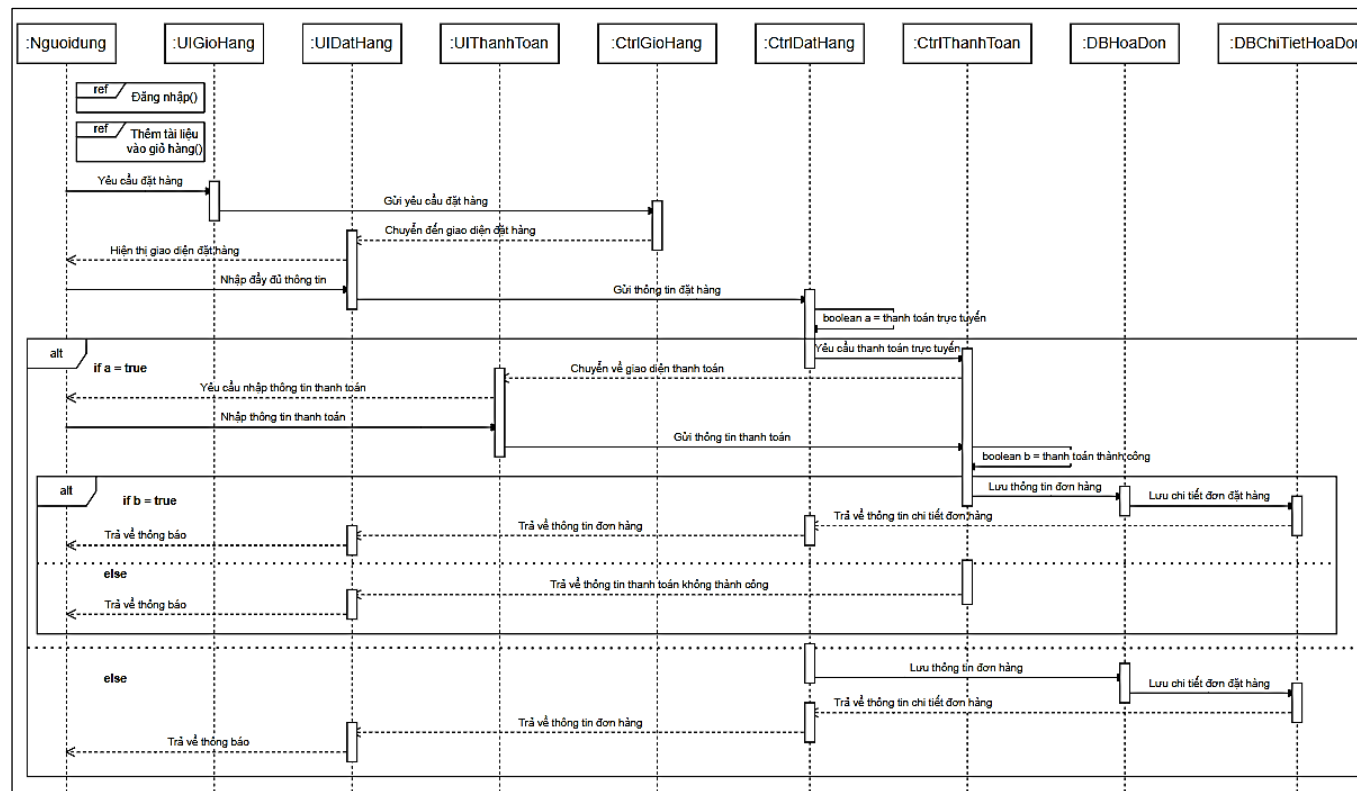 :Nguoidung
:UIGioHang
:UIDatHang
:UIThanhToan
:CtrlGioHang
:CtrlDatHang
:CtrlThanhToan
:DBHoaDon
:DBChiTietHoaDon
ref
Đăng nhập()
ref
Thêm tài liệu
vào giỏ hàng()
Yêu cầu đặt hàng
Gửi yêu cầu đặt hàng
Chuyển đến giao diện đặt hàng
Hiện thị giao diện đặt hàng
Nhập đầy đủ thông tin
Gửi thông tin đặt hàng
boolean a = thanh toán trực tuyến
alt
if a = true
Yêu cầu thanh toán trực tuyến
Chuyển về giao diện thanh toán
Yêu cầu nhập thông tin thanh toán
Nhập thông tin thanh toán
Gửi thông tin thanh toán
boolean b = thanh toán thành công
alt
if b = true
Lưu thông tin đơn hàng
Lưu chi tiết đơn đặt hàng
Trả về thông tin chi tiết đơn hàng
Trả về thông tin đơn hàng
Trả về thông báo
else
Trả về thông tin thanh toán không thành công
Trả về thông báo
else
Lưu thông tin đơn hàng
Lưu chi tiết đơn đặt hàng
Trả về thông tin chi tiết đơn hàng
Trả về thông tin đơn hàng
Trả về thông báo